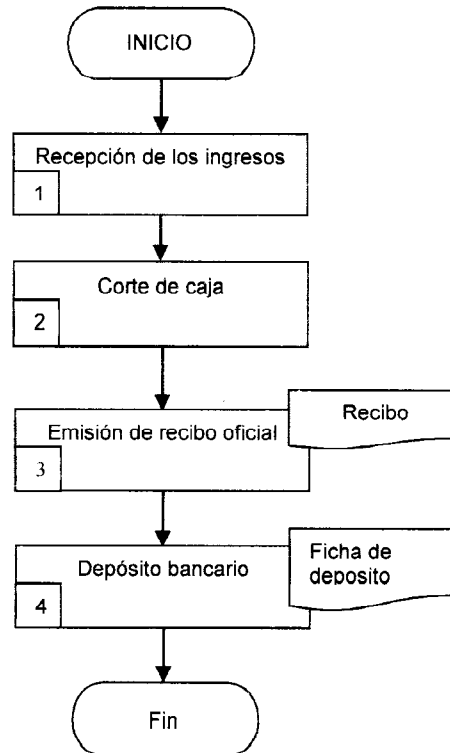 INICIO
Recepción de los ingresos
1
Corte de caja
2
Recibo
Emisión de recibo oficial
3
Ficha de
deposito
Depósito bancario
4
Fin